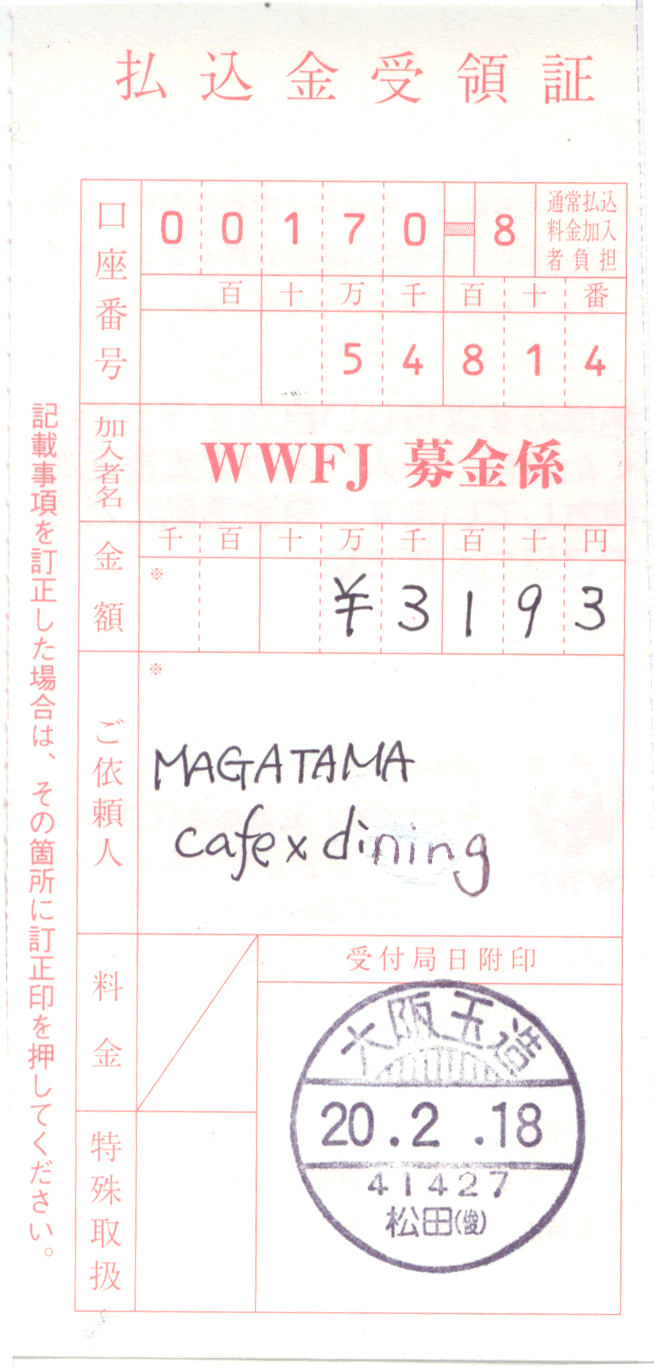 払込金受領証
口座番号
00170-8
通常払込
料金加入
者負担
百十万千百十番
54814
加入者名
WWFJ 募金係
金額
千百十万千百十円
※
¥3193
ご依頼人
※
MAGATAMA
cafe x dining
料金
受付局日附印
大阪玉造
20.2.18
41427
松田(俊)
特殊取扱
記載事項を訂正した場合は、その箇所に訂正印を押してください。